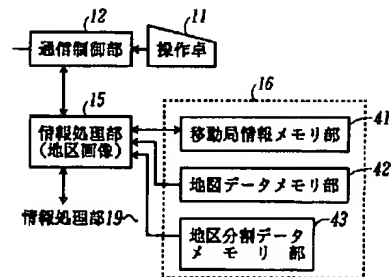 12
11
通信制御部
操作卓
15
16
情報処理部
(地区画像)
41
移動局情報メモリ部
42
地図データメモリ部
43
地区分割データ
メモリ部
情報処理部19